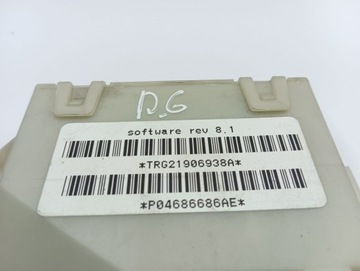 D.G
software rev 8.1
*TRG21906938A*
*P04686686AE*